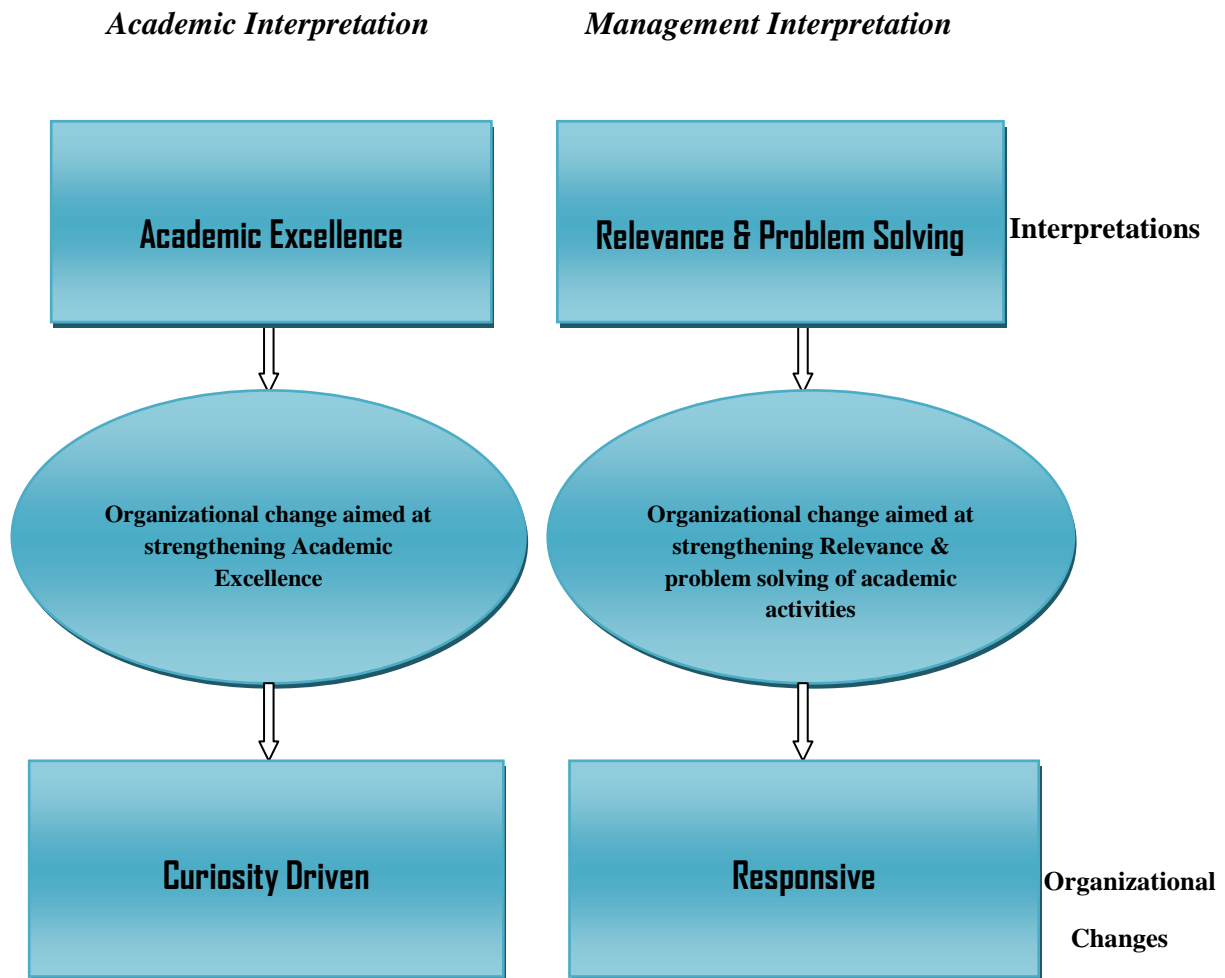 Academic Interpretation
Management Interpretation
Academic Excellence
Relevance & Problem Solving
Interpretations
Organizational change aimed at
strengthening Academic
Excellence
Organizational change aimed at
strengthening Relevance &
problem solving of academic
activities
Curiosity Driven
Responsive
Organizational
Changes